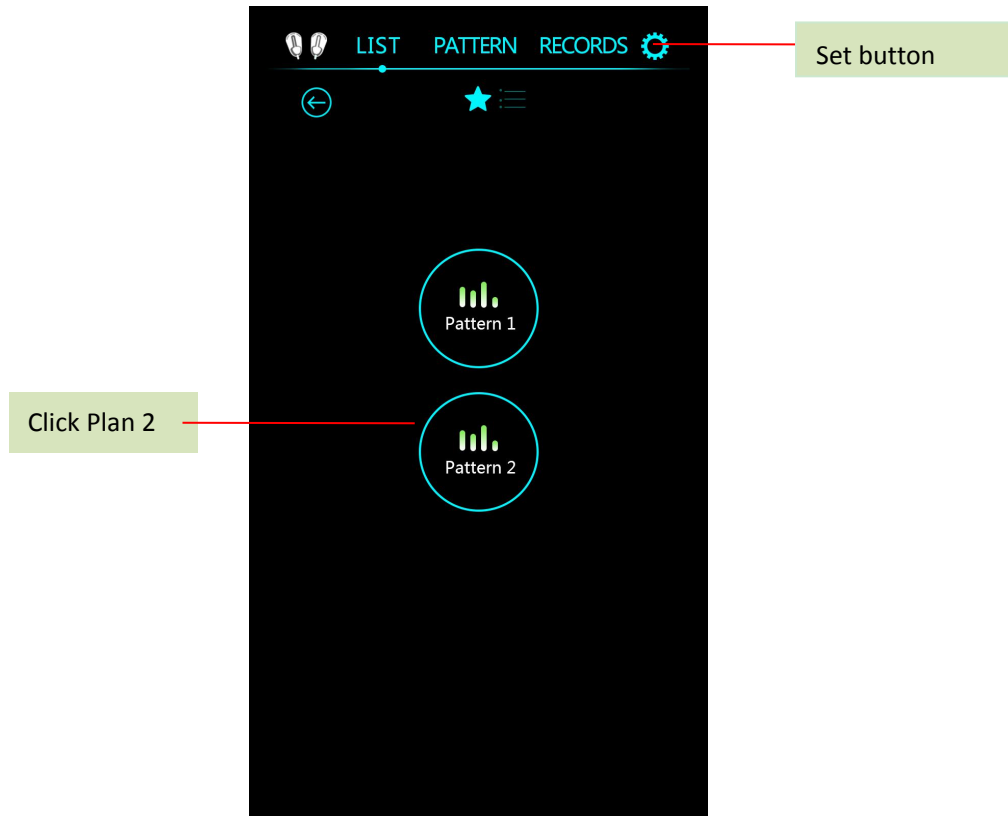 LIST PATTERN RECORDS
Set button
Pattern 1
Click Plan 2
Pattern 2